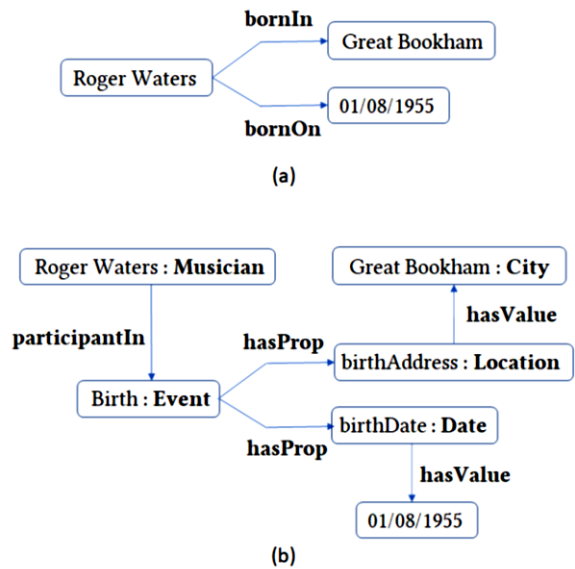 bornIn
Great Bookham
Roger Waters
01/08/1955
bornOn
(a)
Roger Waters : Musician
Great Bookham : City
participantIn
hasValue
hasProp
birthAddress : Location
Birth : Event
birthDate : Date
hasProp
hasValue
01/08/1955
(b)